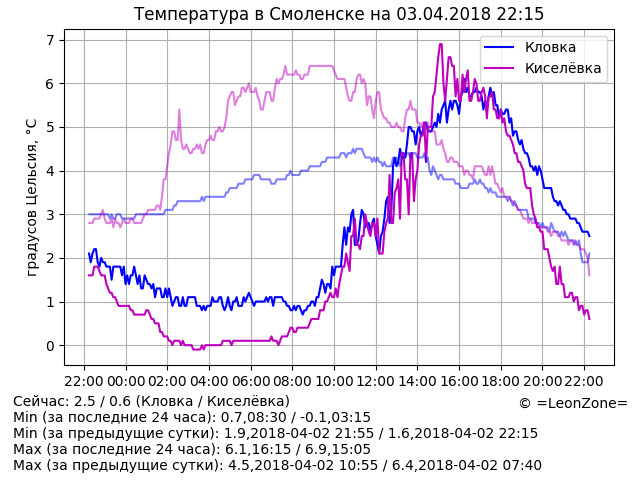 Температура в Смоленске на 03.04.2018 22:15
7
6
5
4
3
2
1
0
градусов Цельсия, °C
Кловка
Киселёвка
22:00 00:00 02:00 04:00 06:00 08:00 10:00 12:00 14:00 16:00 18:00 20:00 22:00
Сейчас: 2.5 / 0.6 (Кловка / Киселёвка)
© =LeonZone=
Min (за последние 24 часа): 0.7,08:30 / -0.1,03:15
Min (за предыдущие сутки): 1.9,2018-04-02 21:55 / 1.6,2018-04-02 22:15
Max (за последние 24 часа): 6.1,16:15 / 6.9,15:05
Max (за предыдущие сутки): 4.5,2018-04-02 10:55 / 6.4,2018-04-02 07:40